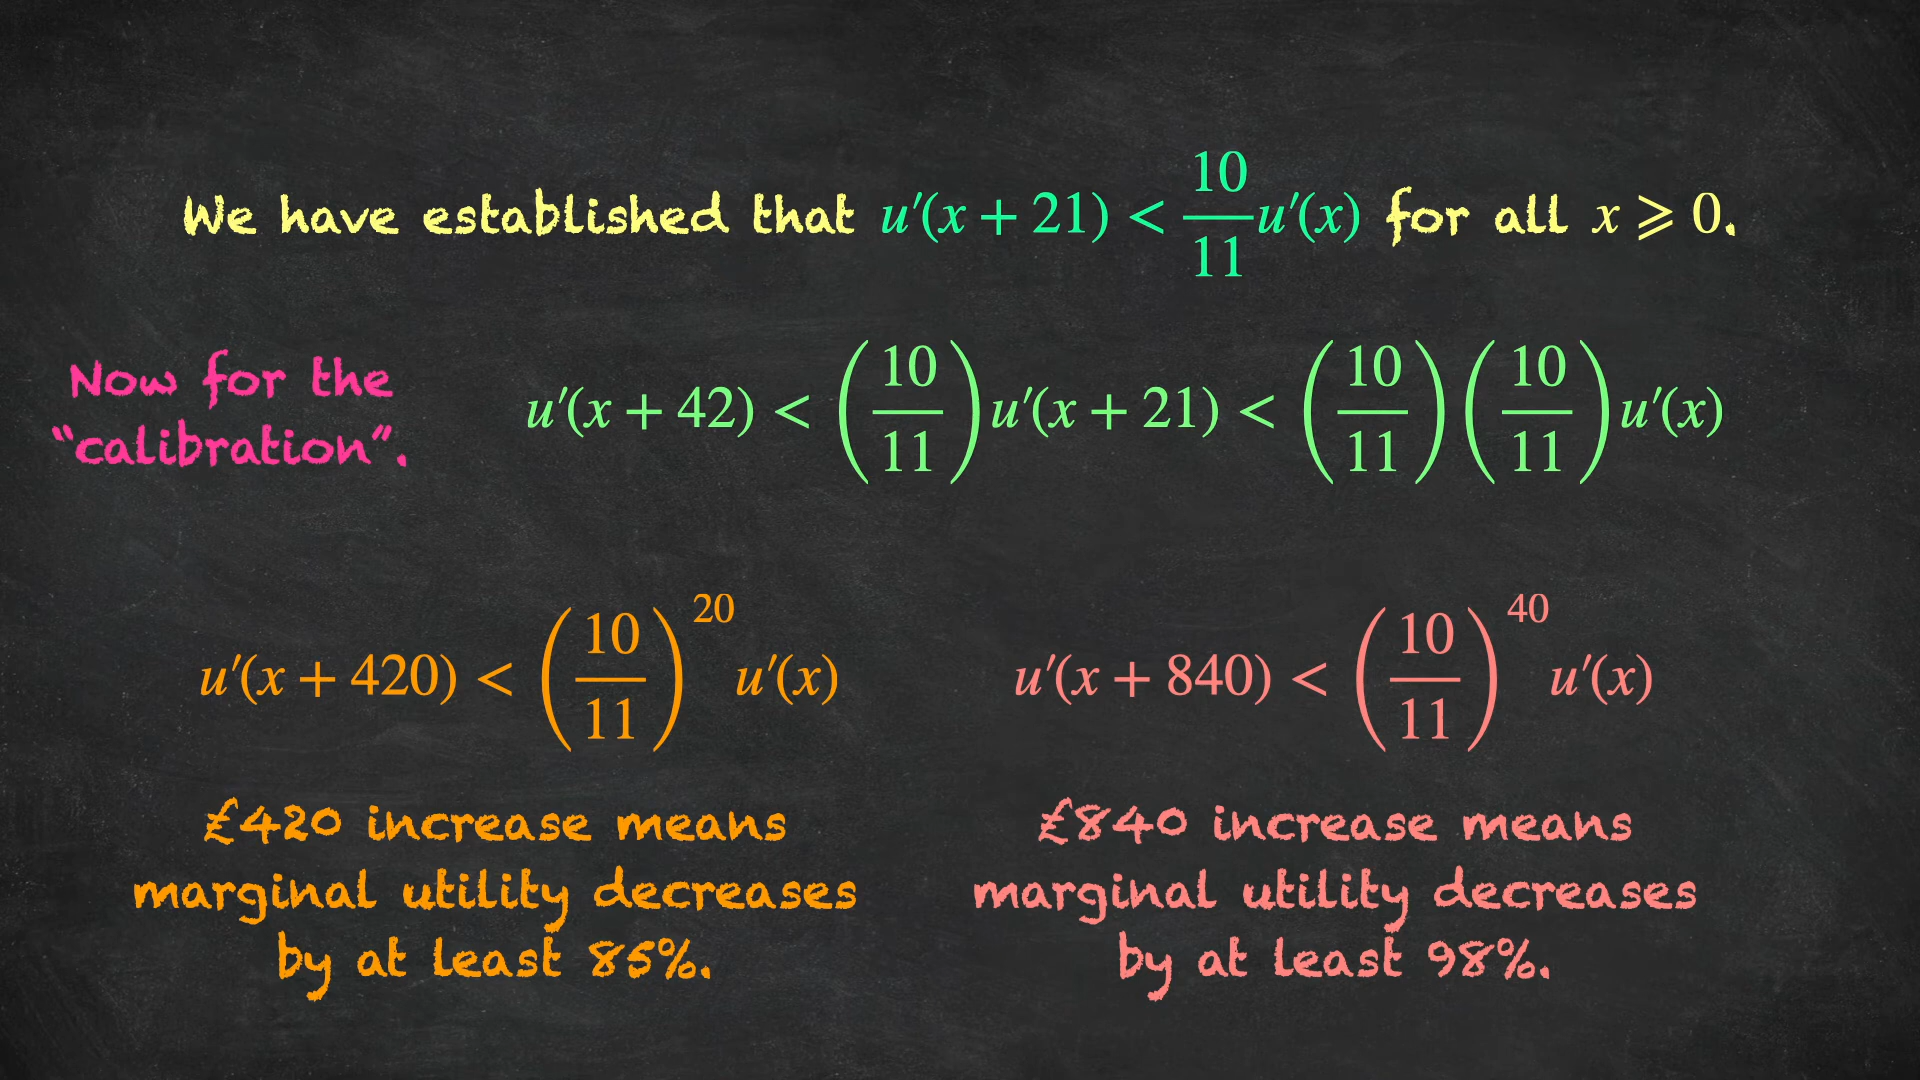 We have established that u′(x + 21) < 10/11 u′(x) for all x ⩾ 0.
Now for the
“calibration”.
u′(x + 42) < (10/11) u′(x + 21) < (10/11) (10/11) u′(x)
u′(x + 420) < (10/11)^20 u′(x)
£420 increase means
marginal utility decreases
by at least 85%.
u′(x + 840) < (10/11)^40 u′(x)
£840 increase means
marginal utility decreases
by at least 98%.